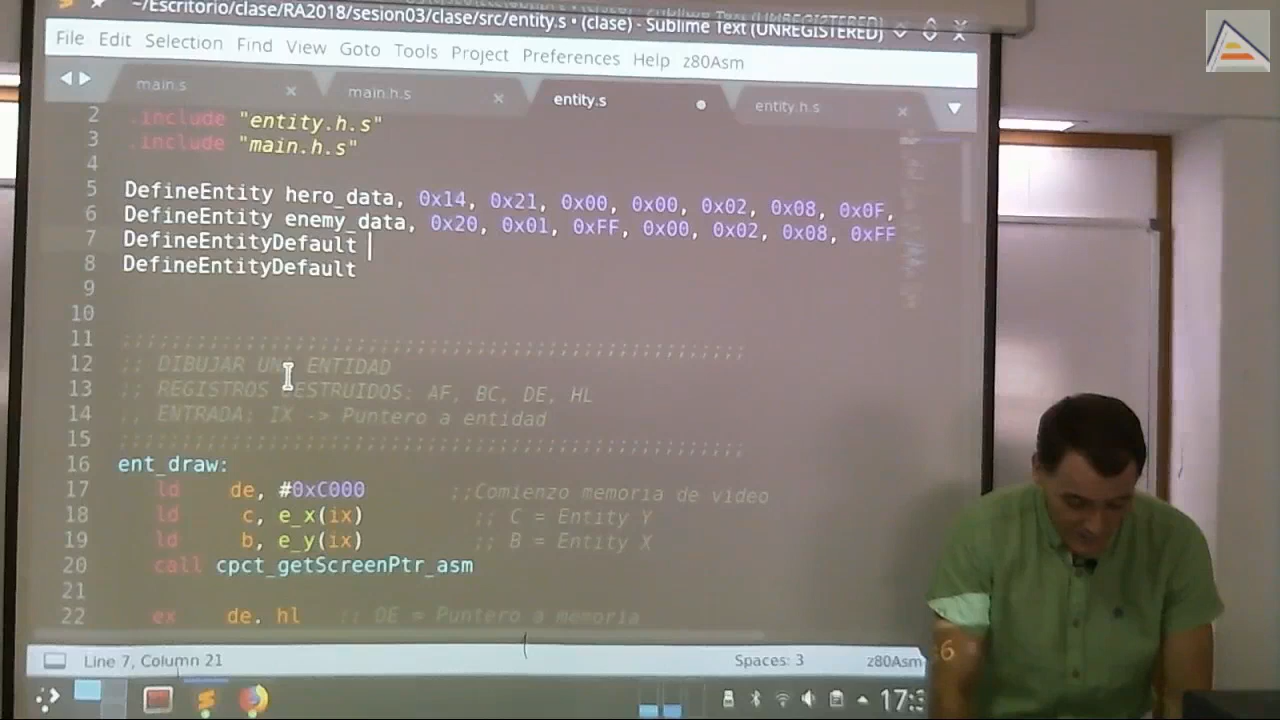 ~/Escritorio/clase/RA2018/sesion03/clase/src/entity.s • (clase) - Sublime Text (UNREGISTERED)
File Edit Selection Find View Goto Tools Project Preferences Help z80Asm
main.s main.h.s entity.s entity.h.s
2 .include "entity.h.s"
3 .include "main.h.s"
4
5 DefineEntity hero_data, 0x14, 0x21, 0x00, 0x00, 0x02, 0x08, 0x0F,
6 DefineEntity enemy_data, 0x20, 0x01, 0xFF, 0x00, 0x02, 0x08, 0xFF
7 DefineEntityDefault
8 DefineEntityDefault
9
10
11 ;;;;;;;;;;;;;;;;;;;;;;;;;;;;;;;;;;;;;;;;;;;;;;;;;;;;
12 ;; DIBUJAR UNA ENTIDAD
13 ;; REGISTROS DESTRUIDOS: AF, BC, DE, HL
14 ;; ENTRADA: IX -> Puntero a entidad
15 ;;;;;;;;;;;;;;;;;;;;;;;;;;;;;;;;;;;;;;;;;;;;;;;;;;;;
16 ent_draw:
17 ld de, #0xC000 ;;Comienzo memoria de video
18 ld c, e_x(ix) ;; C = Entity Y
19 ld b, e_y(ix) ;; B = Entity X
20 call cpct_getScreenPtr_asm
21
22 ex de, hl ;; DE = Puntero a memoria
Line 7, Column 21 Spaces: 3 z80Asm